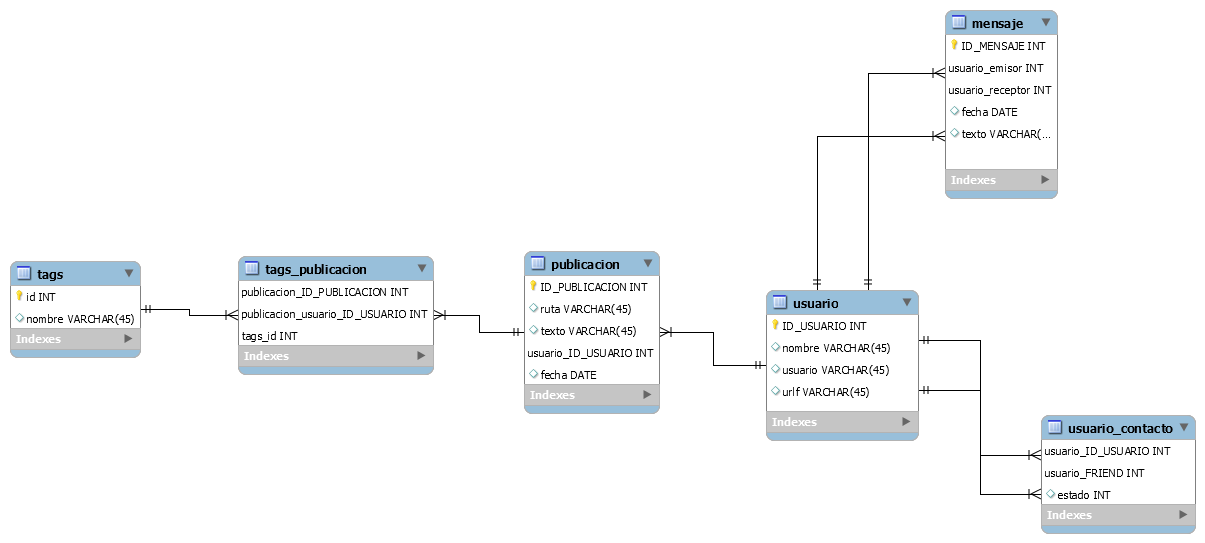 mensaje
ID_MENSAJE INT
usuario_emisor INT
usuario_receptor INT
fecha DATE
texto VARCHAR(...
Indexes
tags
id INT
nombre VARCHAR(45)
Indexes
tags_publicacion
publicacion_ID_PUBLICACION INT
publicacion_usuario_ID_USUARIO INT
tags_id INT
Indexes
publicacion
ID_PUBLICACION INT
ruta VARCHAR(45)
texto VARCHAR(45)
usuario_ID_USUARIO INT
fecha DATE
Indexes
usuario
ID_USUARIO INT
nombre VARCHAR(45)
usuario VARCHAR(45)
urlf VARCHAR(45)
Indexes
usuario_contacto
usuario_ID_USUARIO INT
usuario_FRIEND INT
estado INT
Indexes